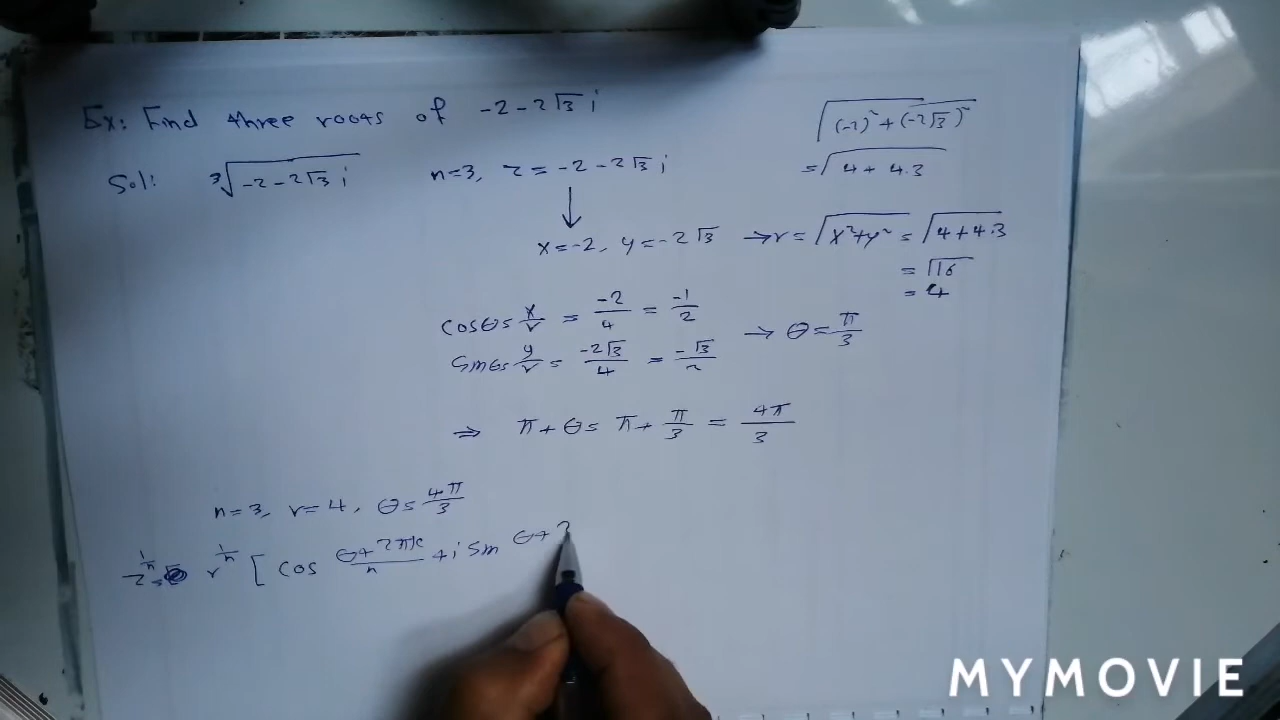 Ex: Find three roots of -2-2√3 i
√((-2)²+(-2√3)²)
Sol: ³√(-2-2√3 i) n=3, z=-2-2√3 i
=√(4+4.3)
↓
x=-2, y=-2√3 → r=√(x²+y²) = √(4+4.3)
= √16
= 4
cosθ=x/r = -2/4 = -1/2
sinθ=y/r = -2√3/4 = -√3/2 → θ=π/3
⇒ π+θ= π+π/3 = 4π/3
n=3, r=4, θ=4π/3
z^(1/n) = r^(1/n) [ cos (θ+2πk)/n + i sin θ+2
MYMOVIE